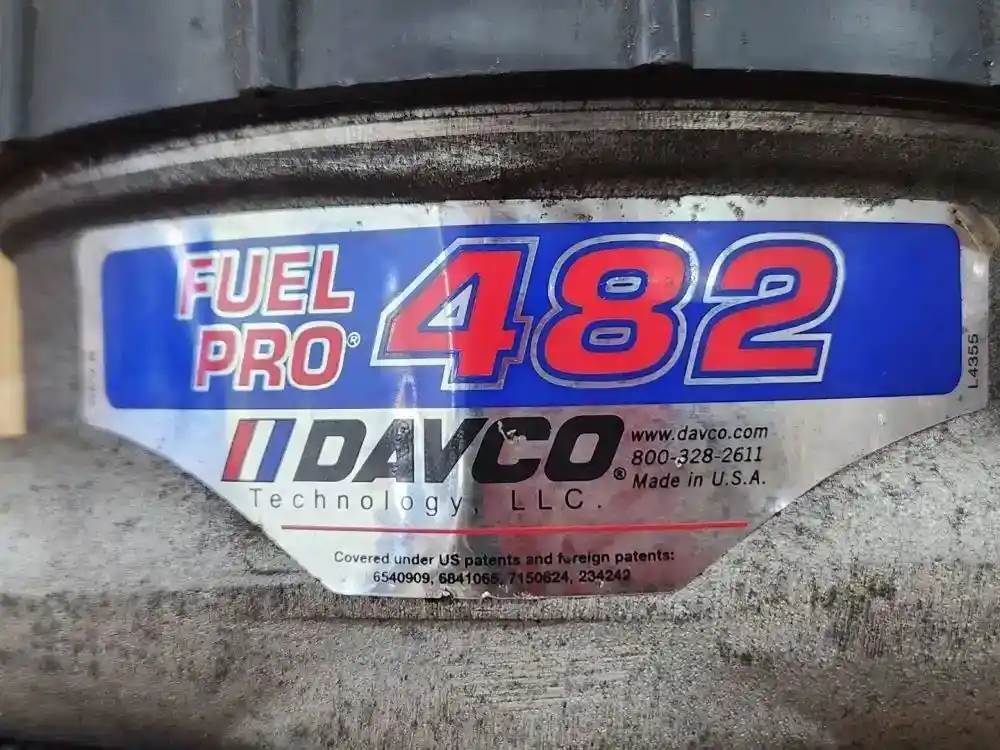 FUEL
PRO® 482
L4355
DAVCO®
Technology, LLC.
www.davco.com
800-328-2611
Made in U.S.A.
Covered under US patents and foreign patents:
6540909, 6841065, 7150624, 234242